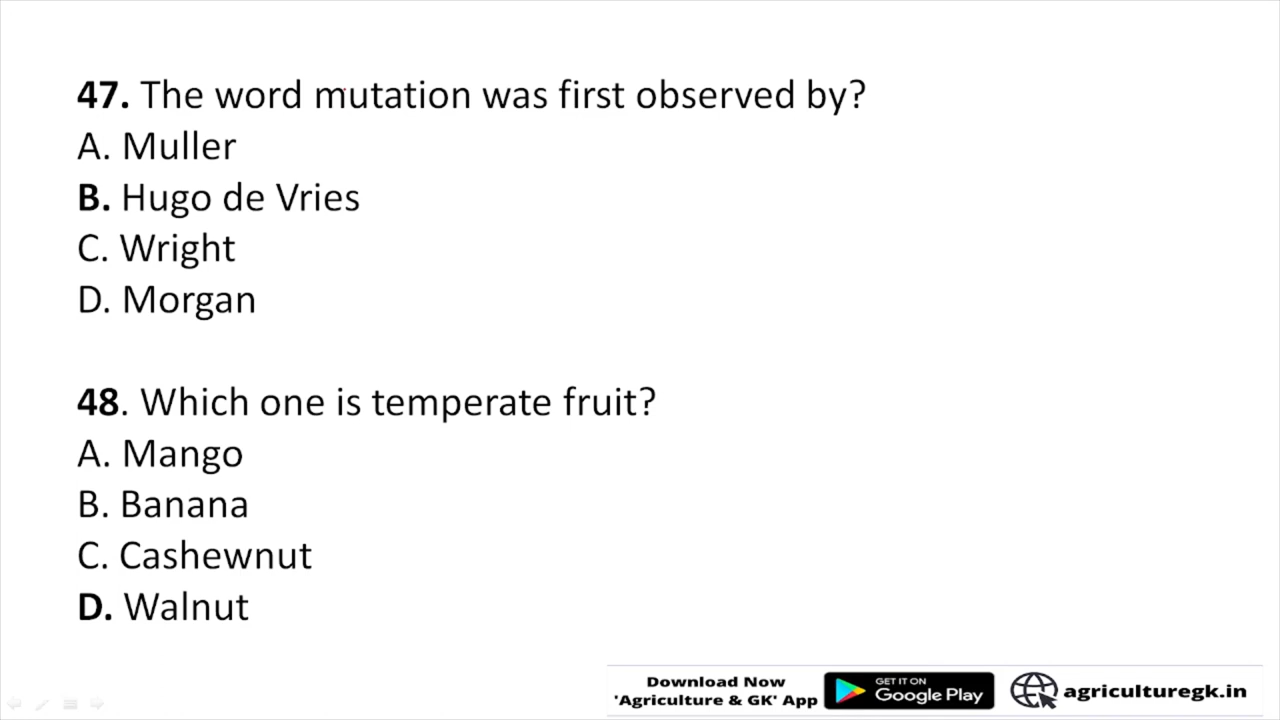 47. The word mutation was first observed by?
A. Muller
B. Hugo de Vries
C. Wright
D. Morgan
48. Which one is temperate fruit?
A. Mango
B. Banana
C. Cashewnut
D. Walnut
Download Now
'Agriculture & GK' App
GET IT ON
Google Play
agriculturegk.in